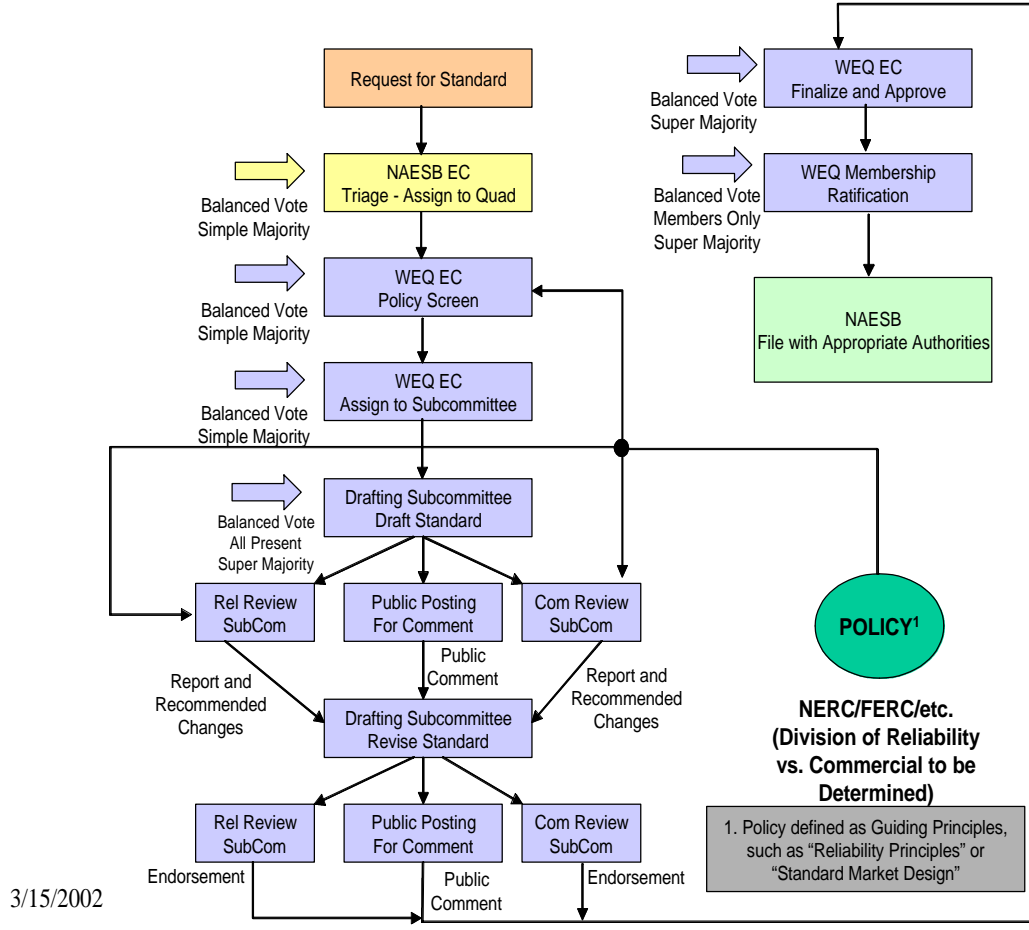 Request for Standard
NAESB EC
Triage - Assign to Quad
Balanced Vote
Simple Majority
WEQ EC
Policy Screen
Balanced Vote
Simple Majority
WEQ EC
Assign to Subcommittee
Balanced Vote
Simple Majority
Drafting Subcommittee
Draft Standard
Balanced Vote
All Present
Super Majority
Rel Review
SubCom
Public Posting
For Comment
Com Review
SubCom
Report and
Recommended
Changes
Public
Comment
Report and
Recommended
Changes
Drafting Subcommittee
Revise Standard
Rel Review
SubCom
Public Posting
For Comment
Com Review
SubCom
Endorsement
Public
Comment
Endorsement
WEQ EC
Finalize and Approve
Balanced Vote
Super Majority
WEQ Membership
Ratification
Balanced Vote
Members Only
Super Majority
NAESB
File with Appropriate Authorities
POLICY¹
NERC/FERC/etc.
(Division of Reliability
vs. Commercial to be
Determined)
1. Policy defined as Guiding Principles,
such as “Reliability Principles” or
“Standard Market Design”
3/15/2002